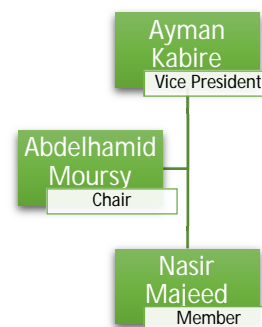 Ayman
Kabire
Vice President
Abdelhamid
Moursy
Chair
Nasir
Majeed
Member